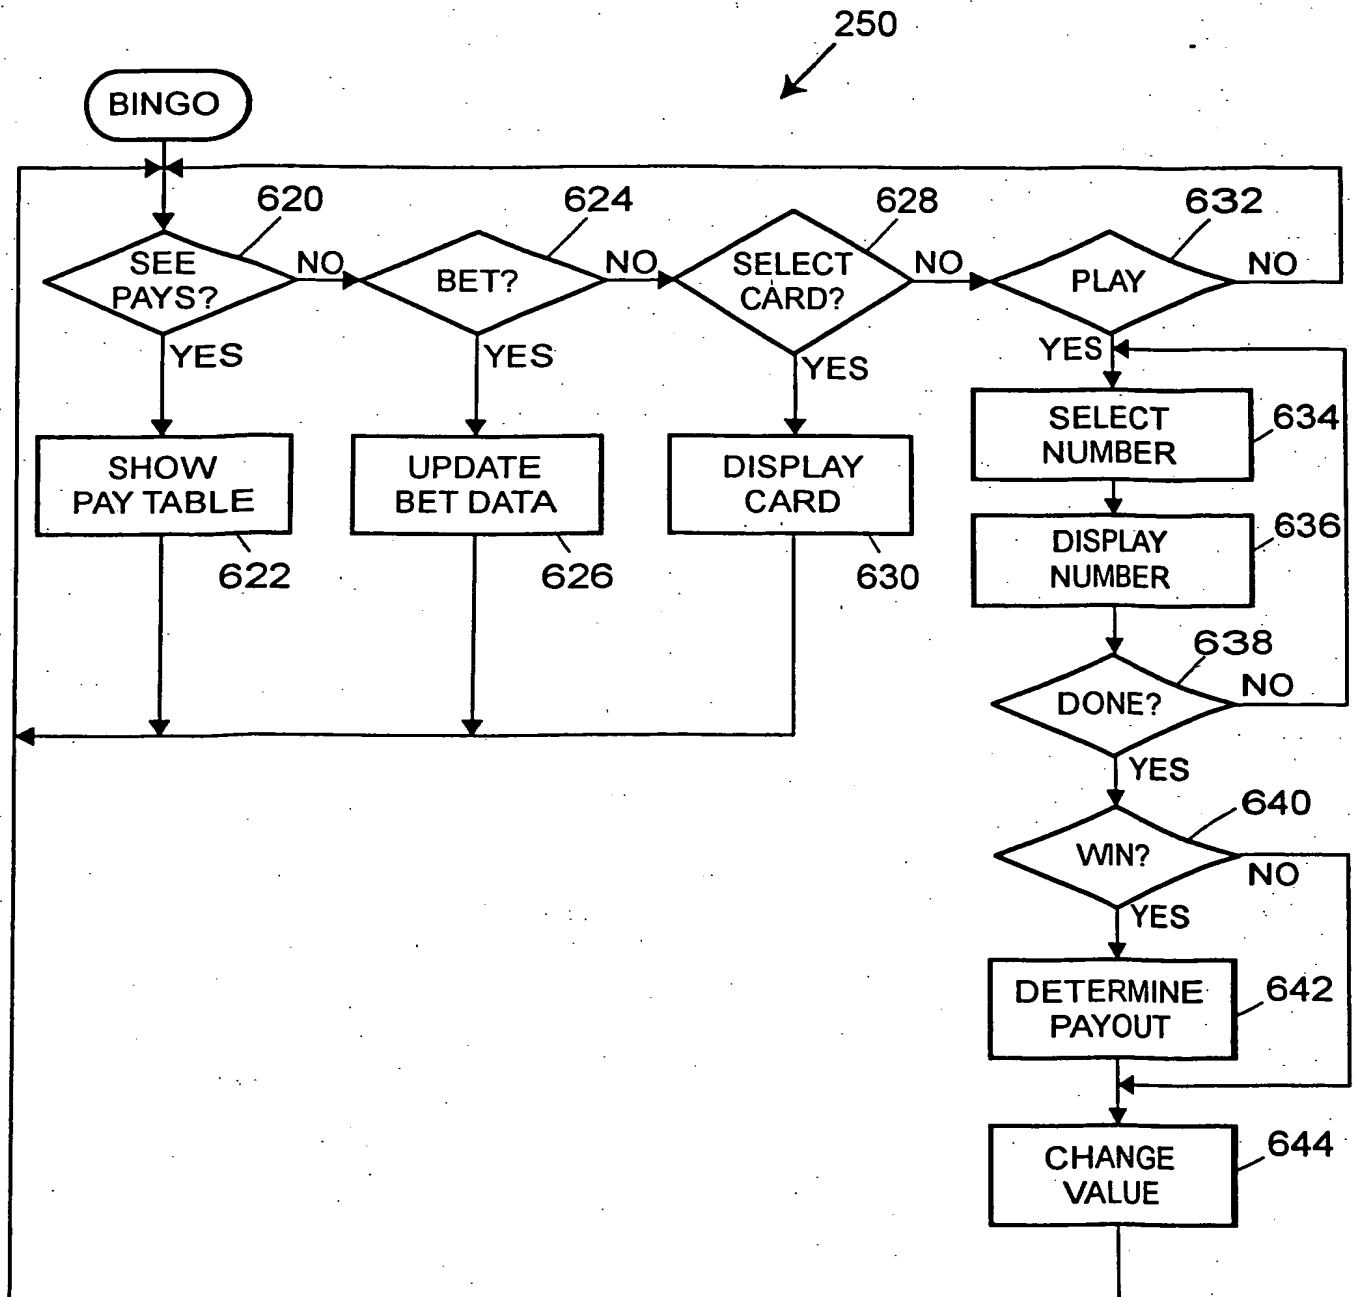 250
BINGO
620
624
628
632
SEE
PAYS?
NO
BET?
NO
SELECT
CARD?
NO
PLAY
NO
YES
YES
YES
YES
SHOW
PAY TABLE
622
UPDATE
BET DATA
626
DISPLAY
CARD
630
SELECT
NUMBER
634
DISPLAY
NUMBER
636
638
DONE?
NO
YES
640
WIN?
NO
YES
DETERMINE
PAYOUT
642
CHANGE
VALUE
644